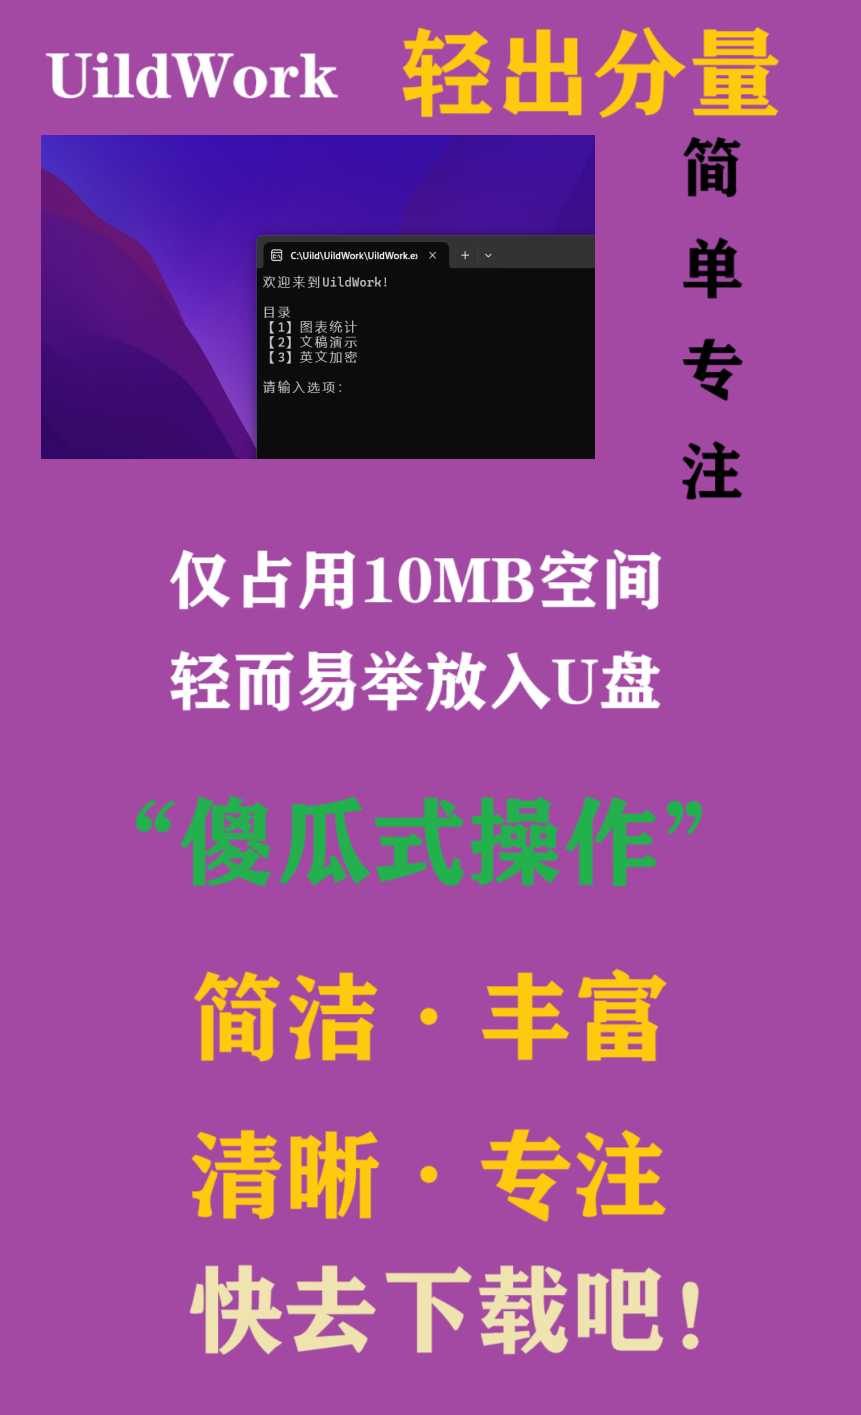 UildWork 轻出分量
简单专注
C:\Uild\UildWork\UildWork.ex
欢迎来到UildWork!
目录
【1】图表统计
【2】文稿演示
【3】英文加密
请输入选项:
仅占用10MB空间
轻而易举放入U盘
“傻瓜式操作”
简洁·丰富
清晰·专注
快去下载吧!